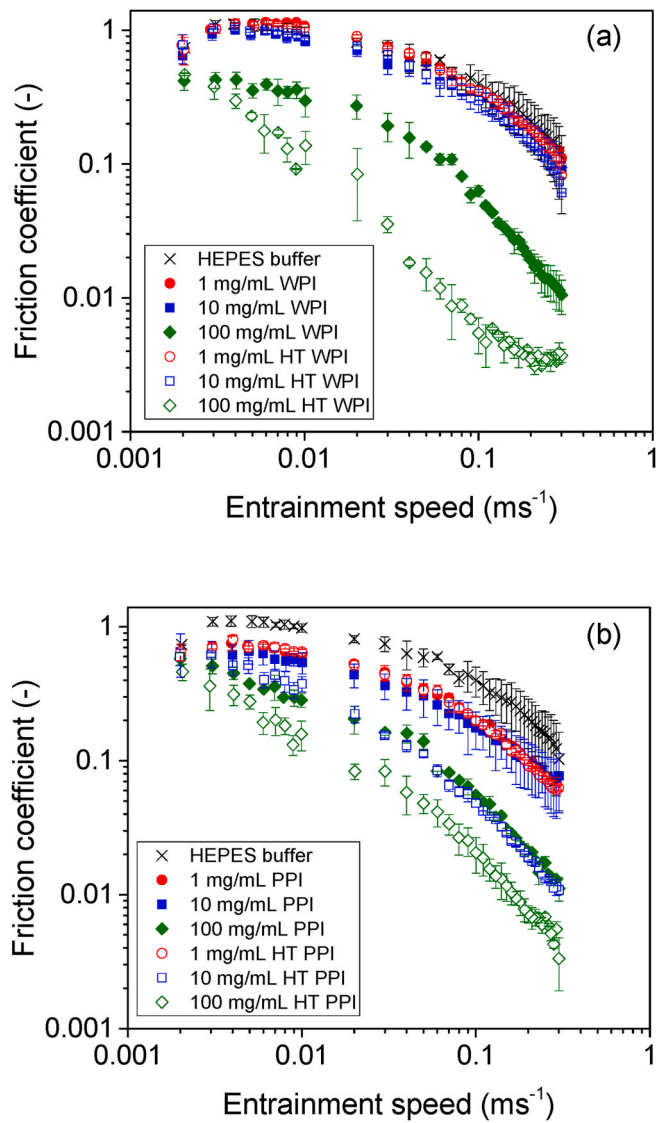 (a)
1
0.1
0.01
0.001
Friction coefficient (-)
HEPES buffer
1 mg/mL WPI
10 mg/mL WPI
100 mg/mL WPI
1 mg/mL HT WPI
10 mg/mL HT WPI
100 mg/mL HT WPI
0.001 0.01 0.1 1
Entrainment speed (ms⁻¹)
(b)
1
0.1
0.01
0.001
Friction coefficient (-)
HEPES buffer
1 mg/mL PPI
10 mg/mL PPI
100 mg/mL PPI
1 mg/mL HT PPI
10 mg/mL HT PPI
100 mg/mL HT PPI
0.001 0.01 0.1 1
Entrainment speed (ms⁻¹)